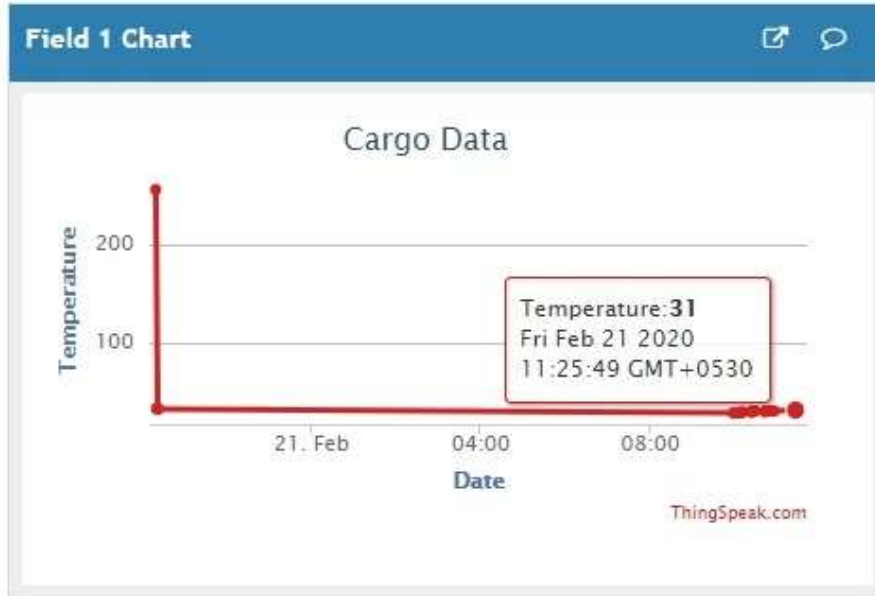 Field 1 Chart
Cargo Data
Temperature
200
100
Temperature:31
Fri Feb 21 2020
11:25:49 GMT+0530
21. Feb
04:00
08:00
Date
ThingSpeak.com